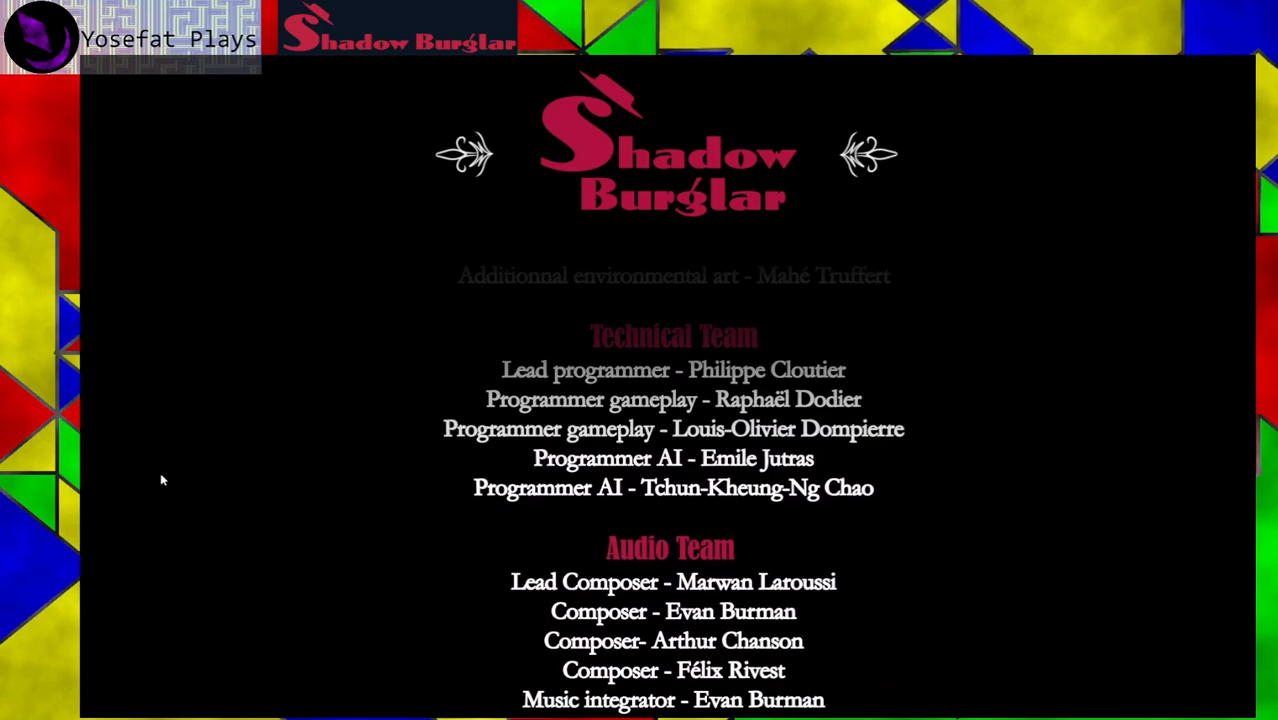 Yosefat Plays
Shadow Burglar
Shadow
Burglar
Additionnal environmental art - Mahé Truffert
Technical Team
Lead programmer - Philippe Cloutier
Programmer gameplay - Raphaël Dodier
Programmer gameplay - Louis-Olivier Dompierre
Programmer AI - Emile Jutras
Programmer AI - Tchun-Kheung-Ng Chao
Audio Team
Lead Composer - Marwan Laroussi
Composer - Evan Burman
Composer- Arthur Chanson
Composer - Félix Rivest
Music integrator - Evan Burman